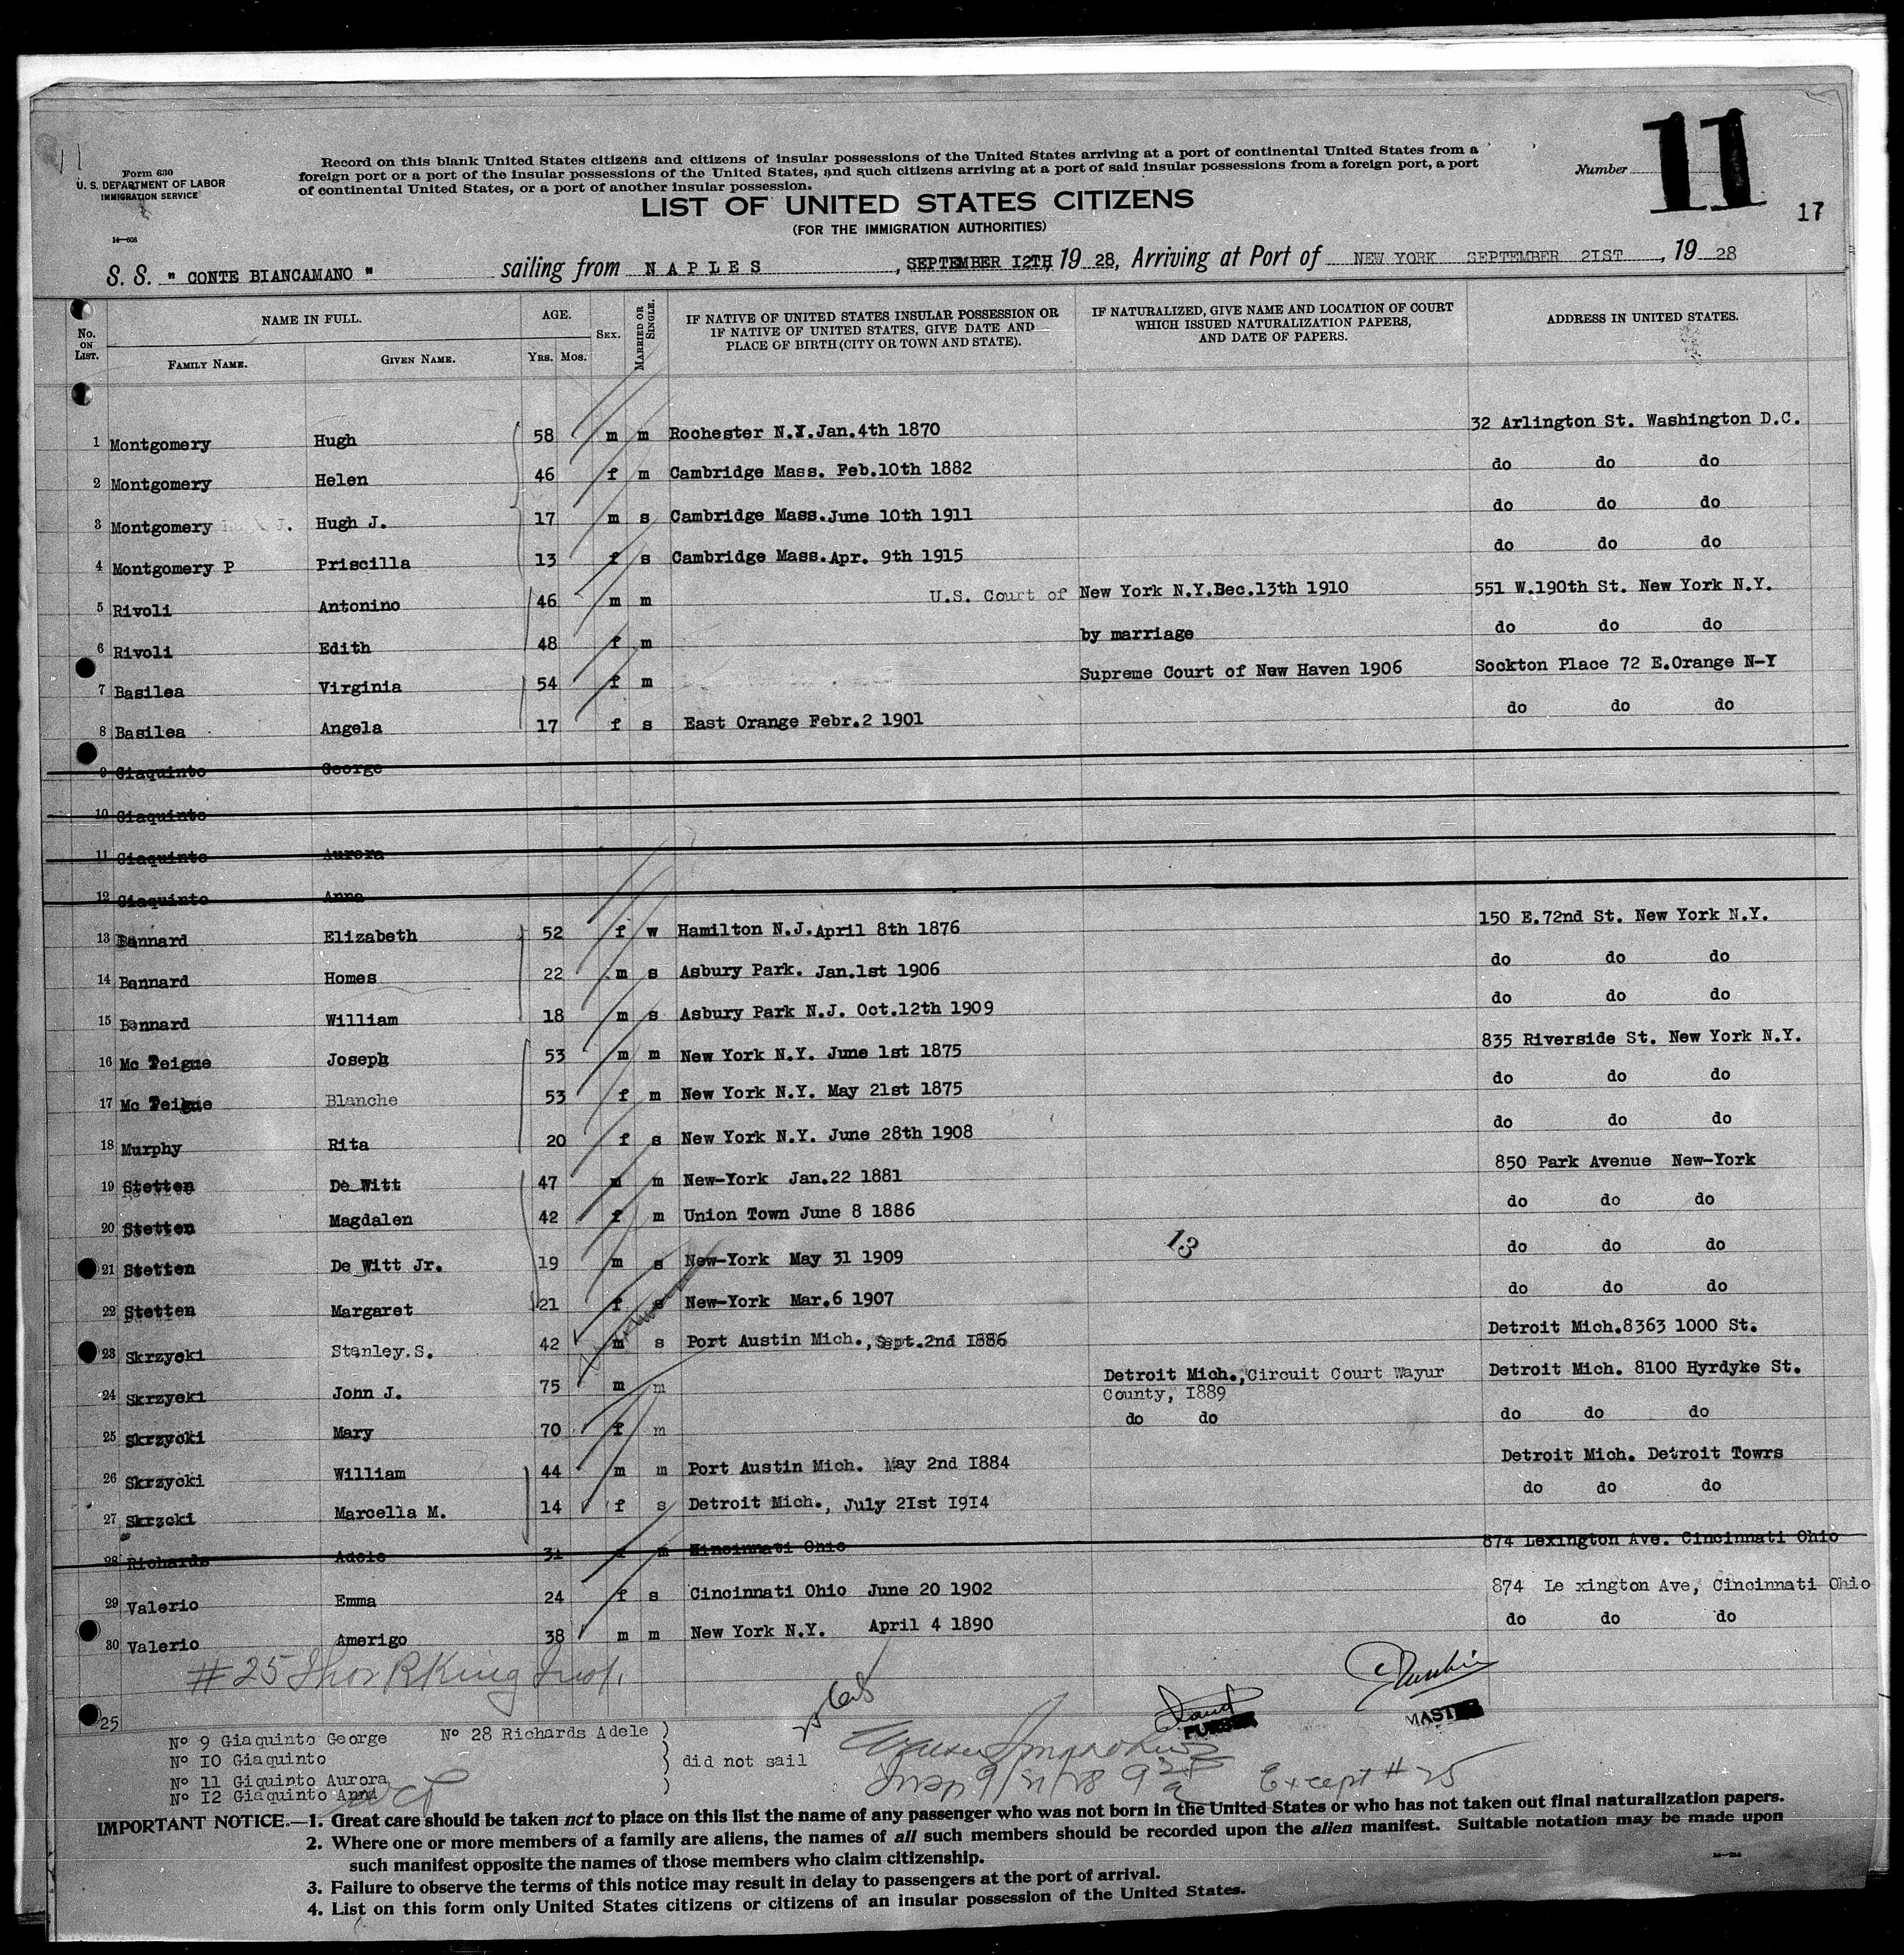 Form 630
U. S. DEPARTMENT OF LABOR
IMMIGRATION SERVICE
14—608
Record on this blank United States citizens and citizens of insular possessions of the United States arriving at a port of continental United States from a
foreign port or a port of the insular possessions of the United States, and such citizens arriving at a port of said insular possessions from a foreign port, a port
of continental United States, or a port of another insular possession.
Number 11
17
LIST OF UNITED STATES CITIZENS
(FOR THE IMMIGRATION AUTHORITIES)
S. S. " CONTE BIANCAMANO " sailing from NAPLES, SEPTEMBER I2TH, 19 28, Arriving at Port of NEW YORK SEPTEMBER 2IST, 19 28
No. ON LIST. NAME IN FULL. FAMILY NAME. GIVEN NAME. AGE. YRS. MOS. SEX. MARRIED OR SINGLE. IF NATIVE OF UNITED STATES INSULAR POSSESSION OR IF NATIVE OF UNITED STATES, GIVE DATE AND PLACE OF BIRTH (CITY OR TOWN AND STATE). IF NATURALIZED, GIVE NAME AND LOCATION OF COURT WHICH ISSUED NATURALIZATION PAPERS, AND DATE OF PAPERS. ADDRESS IN UNITED STATES.
1 Montgomery Hugh 58 m m Rochester N.Y.Jan.4th 1870 32 Arlington St. Washington D.C.
2 Montgomery Helen 46 f m Cambridge Mass. Feb.10th 1882 do do do
3 Montgomery J. Hugh J. 17 m s Cambridge Mass.June 10th 1911 do do do
4 Montgomery P Priscilla 13 f s Cambridge Mass.Apr. 9th 1915 do do do
5 Rivoli Antonino 46 m m U.S. Court of New York N.Y.Bec.13th 1910 551 W.190th St. New York N.Y.
6 Rivoli Edith 48 f m by marriage do do do
7 Basilea Virginia 54 f m Supreme Court of New Haven 1906 Sockton Place 72 E.Orange N-Y
8 Basilea Angela 17 f s East Orange Febr.2 1901 do do do
9 Giaquinto George
10 Giaquinto
11 Giaquinto Aurora
12 Giaquinto Anna
13 Bannard Elizabeth 52 f w Hamilton N.J.April 8th 1876 150 E.72nd St. New York N.Y.
14 Bannard Homes 22 m s Asbury Park. Jan.1st 1906 do do do
15 Bannard William 18 m s Asbury Park N.J. Oct.12th 1909 do do do
16 Mc Teigue Joseph 53 m m New York N.Y. June 1st 1875 835 Riverside St. New York N.Y.
17 Mc Teigue Blanche 53 f m New York N.Y. May 21st 1875 do do do
18 Murphy Rita 20 f s New York N.Y. June 28th 1908 do do do
19 Stetten De Witt 47 m m New-York Jan.22 1881 850 Park Avenue New-York
20 Stetten Magdalen 42 f m Union Town June 8 1886 do do do
13
21 Stetten De Witt Jr. 19 m s New-York May 31 1909 do do do
22 Stetten Margaret 21 f s New-York Mar.6 1907 do do do
23 Skrzycki Stanley.S. 42 m s Port Austin Mich., Sept.2nd I886 Detroit Mich.8363 1000 St.
24 Skrzycki John J. 75 m m Detroit Mich., Circuit Court Wayur Detroit Mich. 8100 Hyrdyke St.
County, I889
25 Skrzycki Mary 70 f m do do do do do
26 Skrzycki William 44 m m Port Austin Mich. May 2nd I884 Detroit Mich. Detroit Towrs
27 Skrzcki Marcella M. 14 f s Detroit Mich., July 2Ist I9I4 do do do
28 Richards Adele 31 f m Kincinnati Ohio 874 Lexington Ave. Cincinnati Ohio
29 Valerio Emma 24 f s Cincinnati Ohio June 20 1902 874 Le xington Ave, Cincinnati Ohio
30 Valerio Amerigo 38 m m New York N.Y. April 4 1890 do do do
#25 Thos R King Insp.
25
PURSER
MASTER
Nº 9 Giaquinto George Nº 28 Richards Adele
Nº IO Giaquinto did not sail
Nº II Giquinto Aurora
Nº I2 Giaquinto Anna
Insp 9/21/28 Except # 25
IMPORTANT NOTICE.—1. Great care should be taken not to place on this list the name of any passenger who was not born in the United States or who has not taken out final naturalization papers.
2. Where one or more members of a family are aliens, the names of all such members should be recorded upon the alien manifest. Suitable notation may be made upon
such manifest opposite the names of those members who claim citizenship.
3. Failure to observe the terms of this notice may result in delay to passengers at the port of arrival.
4. List on this form only United States citizens or citizens of an insular possession of the United States.